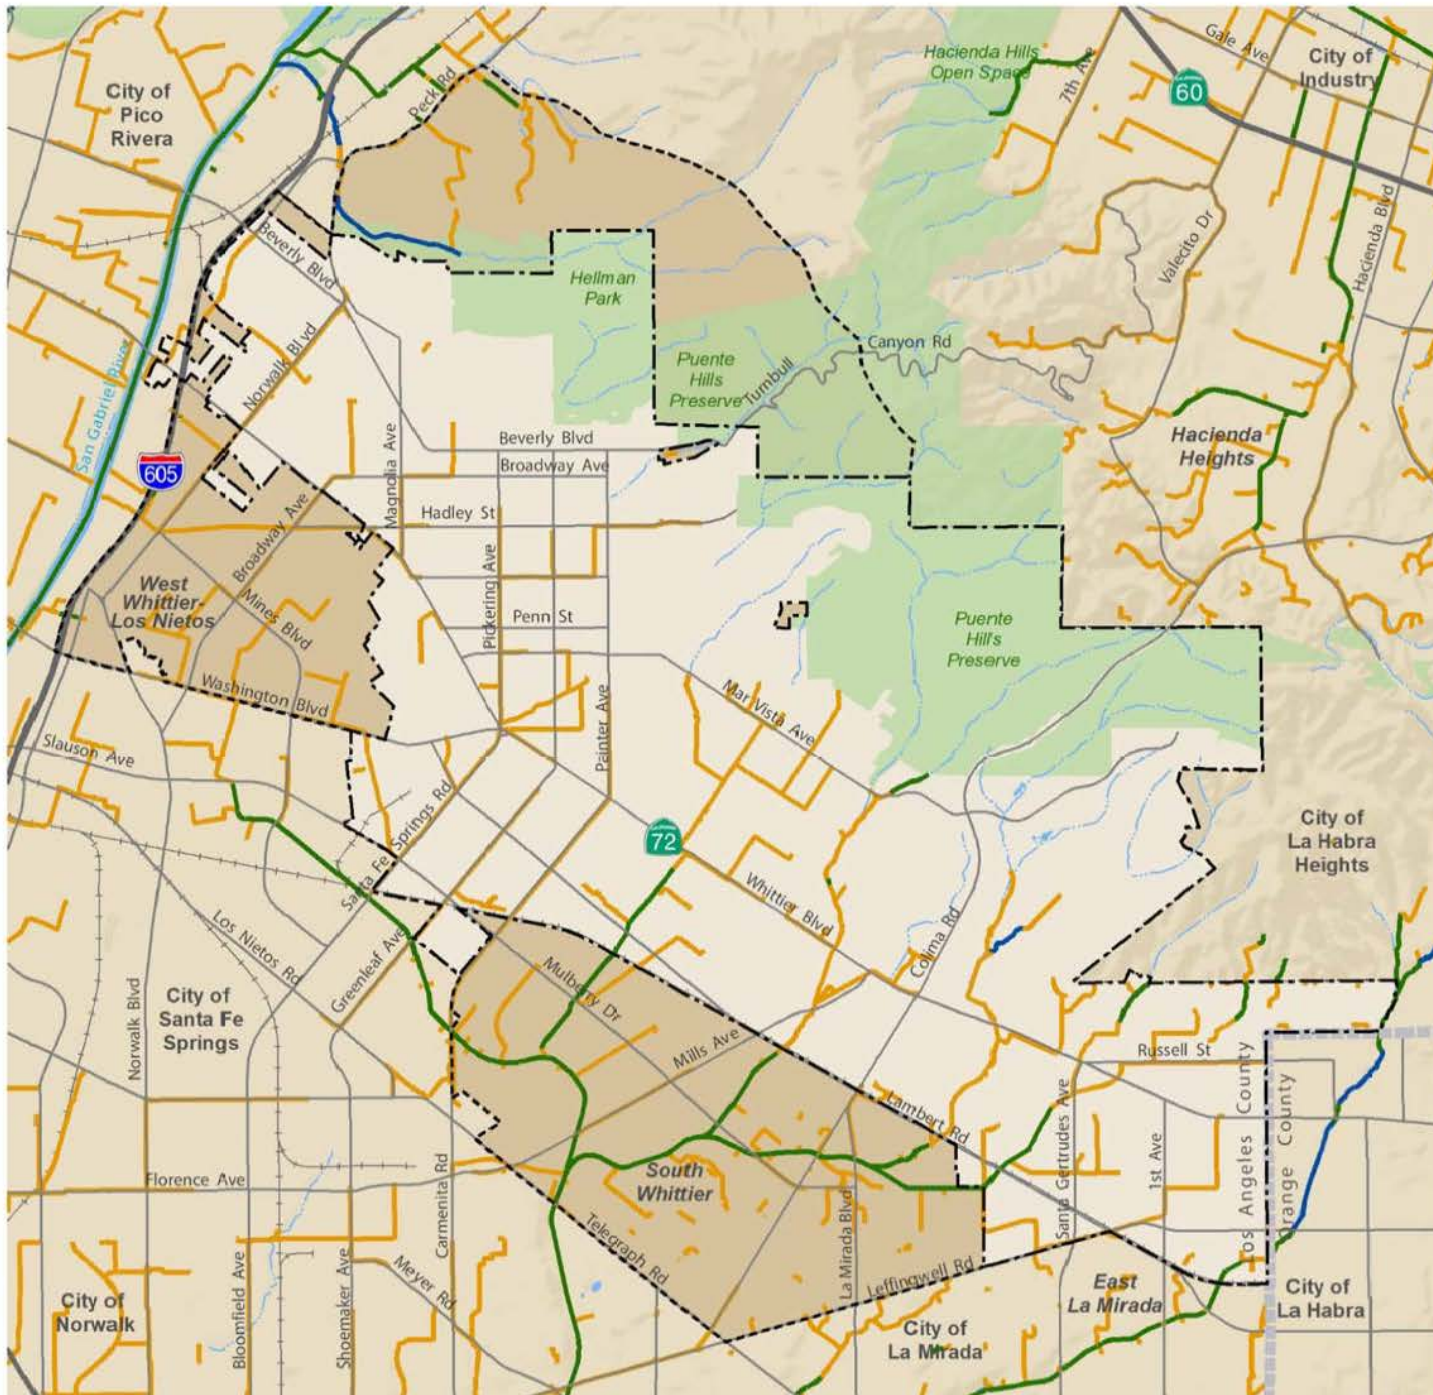 Hacienda Hills
Open Space
7th Ave
Gale Ave
City of
Industry
CALIFORNIA
60
City of
Pico
Rivera
Peck Rd
Beverly Blvd
Hellman
Park
Valecito Dr
Hacienda Blvd
Norwalk Blvd
San Gabriel River
Puente
Hills
Preserve
Turnbull
Canyon Rd
605
Magnolia Ave
Beverly Blvd
Broadway Ave
Hacienda
Heights
Hadley St
Broadway Ave
West
Whittier-
Los Nietos
Mines Blvd
Pickering Ave
Penn St
Puente
Hill's
Preserve
Washington Blvd
Mar Vista Ave
Painter Ave
Slauson Ave
Santa Fe Springs Rd
72
City of
La Habra
Heights
Whittier Blvd
Los Nietos Rd
Greenleaf Ave
Colima Rd
Mulberry Dr
Norwalk Blvd
City of
Santa Fe
Springs
Mills Ave
Russell St
Los Angeles County
Orange County
Lambert Rd
Santa Gertrudes Ave
1st Ave
Florence Ave
Carmenita Rd
South
Whittier
La Mirada Blvd
Telegraph Rd
Leffingwell Rd
Bloomfield Ave
Shoemaker Ave
Meyer Rd
City of
Norwalk
East
La Mirada
City of
La Habra
City of
La Mirada